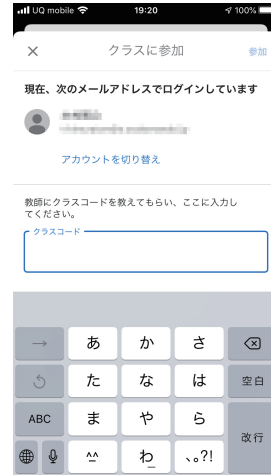 UQ mobile 19:20 100%
× クラスに参加 参加
現在、次のメールアドレスでログインしています
アカウントを切り替え
教師にクラスコードを教えてもらい、ここに入力し
てください。
クラスコード
→ あ か さ
た な は 空白
ABC ま や ら
改行
^^ わ_ 、。?!